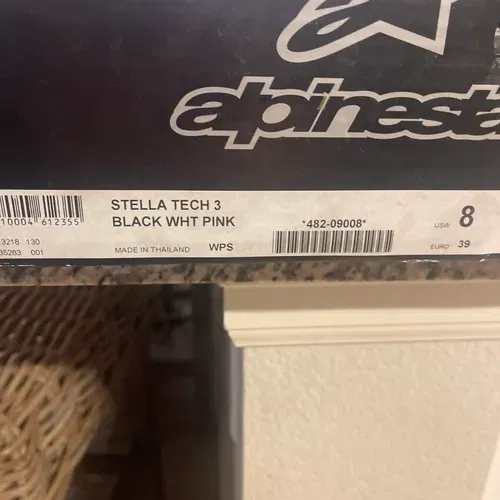 alpinesta
STELLA TECH 3
BLACK WHT PINK
10004 612355
3218 130
35283 001
MADE IN THAILAND WPS
*482-09008*
USW 8
EURO 39